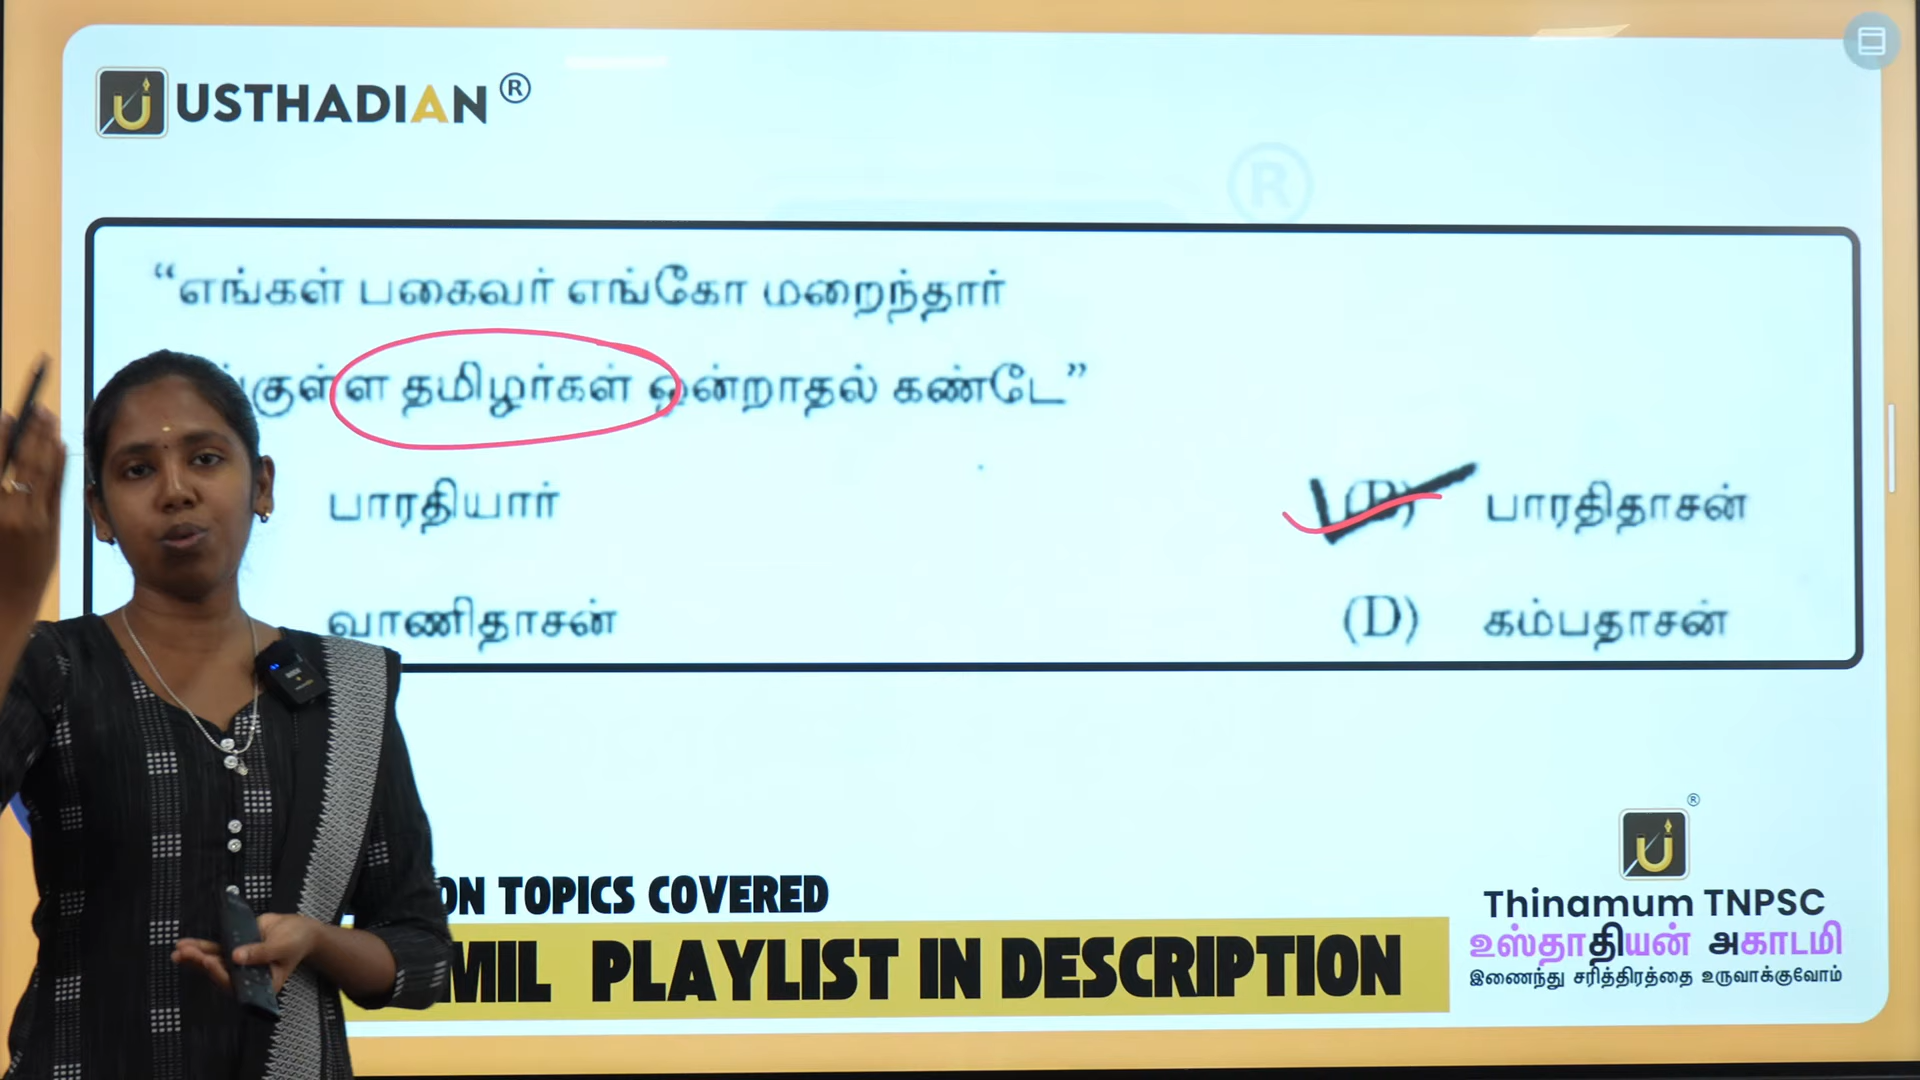 USTHADIAN ®
®
“எங்கள் பகைவர் எங்கோ மறைந்தார்
தமிழர்கள் ஒன்றாதல் கண்டே”
பாரதியார்
(B) பாரதிதாசன்
வாணிதாசன்
(D) கம்பதாசன்
ON TOPICS COVERED
PLAYLIST IN DESCRIPTION
®
Thinamum TNPSC
உஸ்தாதியன் அகாடமி
இணைந்து சரித்திரத்தை உருவாக்குவோம்